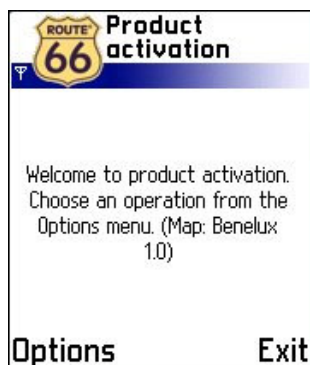 ROUTE
66
Product
activation
Welcome to product activation.
Choose an operation from the
Options menu. (Map: Benelux
1.0)
Options Exit